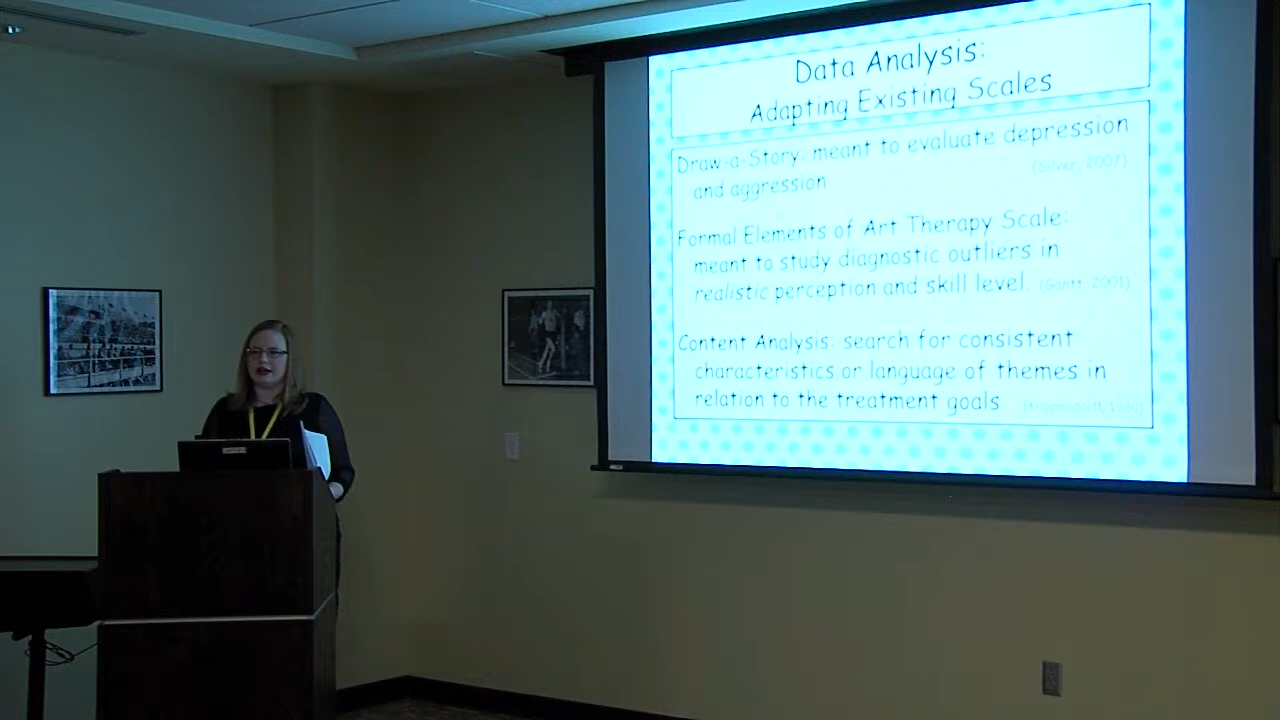 Data Analysis:
Adapting Existing Scales
Draw-a-Story: meant to evaluate depression
and aggression (Silver, 2007)
Formal Elements of Art Therapy Scale:
meant to study diagnostic outliers in
realistic perception and skill level. (Gantt, 2001)
Content Analysis: search for consistent
characteristics or language of themes in
relation to the treatment goals (Krippendorff, 1980)